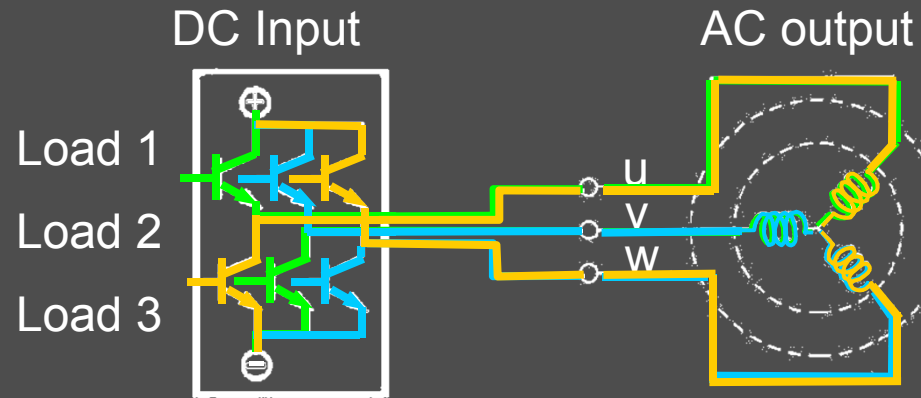 DC Input
AC output
+
Load 1
u
Load 2
v
w
Load 3
−